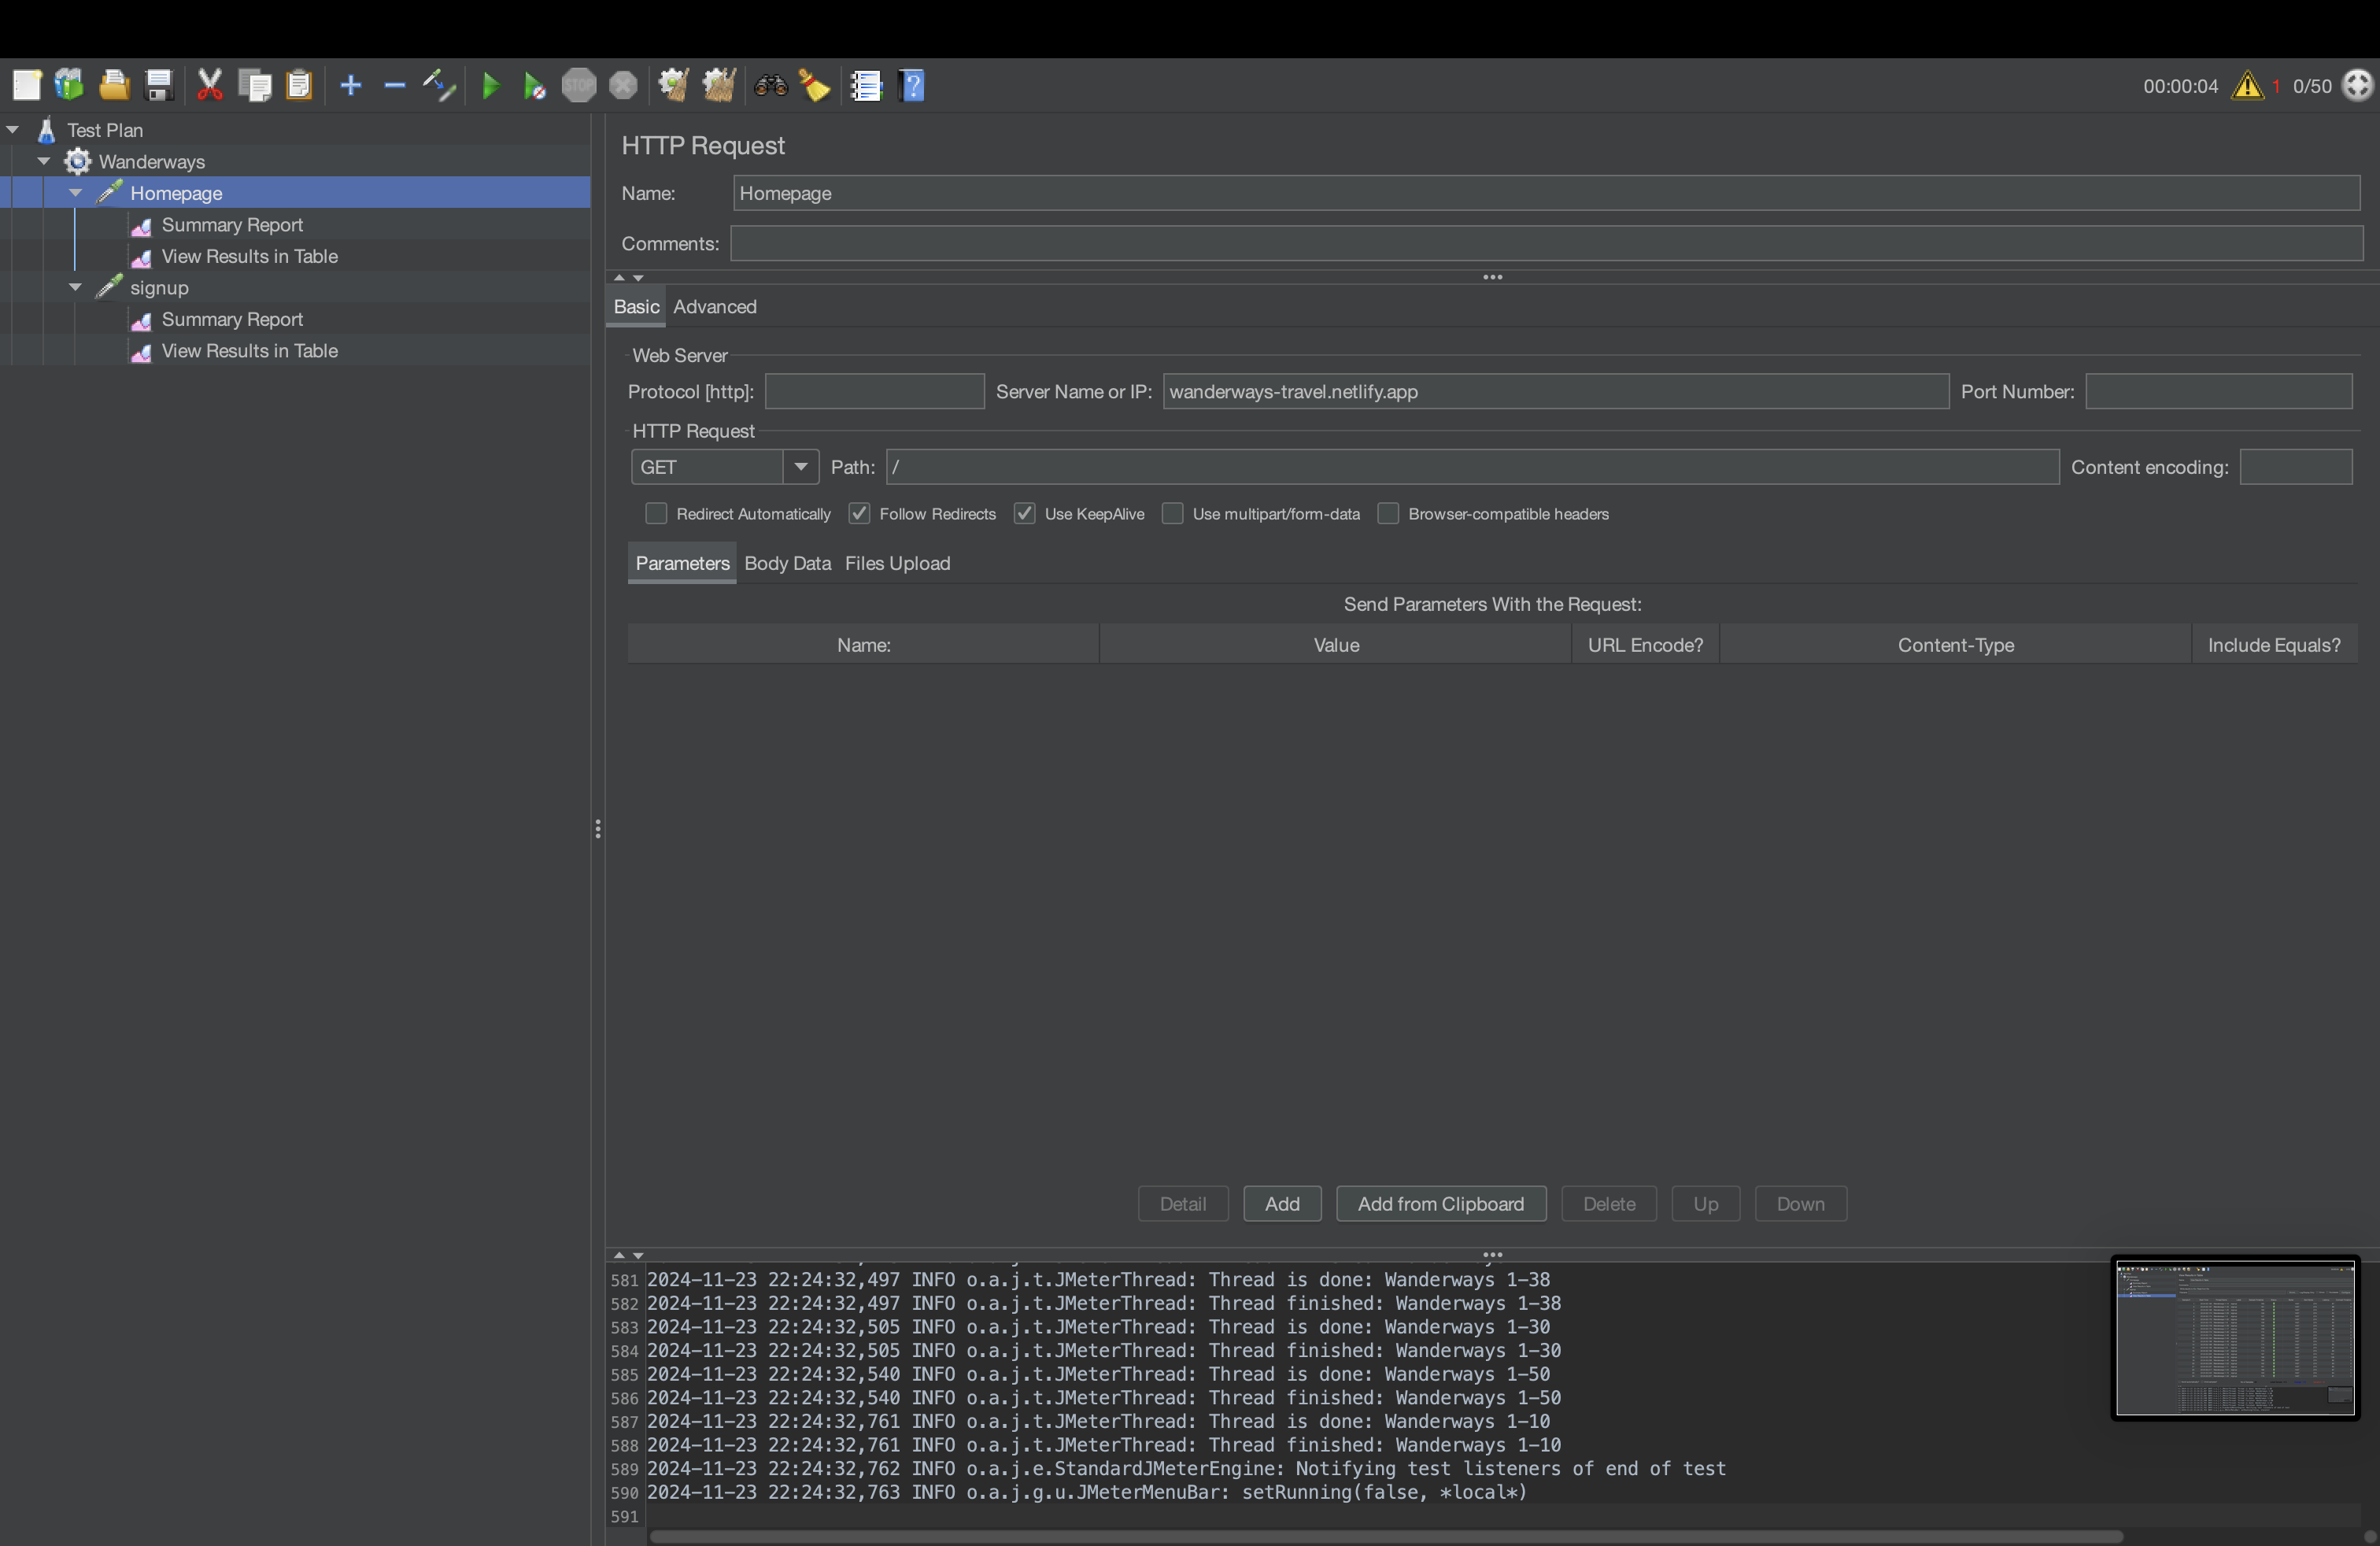 STOP
00:00:04 1 0/50
Test Plan
Wanderways
Homepage
Summary Report
View Results in Table
signup
Summary Report
View Results in Table
HTTP Request
Name: Homepage
Comments:
Basic Advanced
Web Server
Protocol [http]: Server Name or IP: wanderways-travel.netlify.app Port Number:
HTTP Request
GET Path: / Content encoding:
Redirect Automatically Follow Redirects Use KeepAlive Use multipart/form-data Browser-compatible headers
Parameters Body Data Files Upload
Send Parameters With the Request:
Name: Value URL Encode? Content-Type Include Equals?
Detail Add Add from Clipboard Delete Up Down
581 2024-11-23 22:24:32,497 INFO o.a.j.t.JMeterThread: Thread is done: Wanderways 1-38
582 2024-11-23 22:24:32,497 INFO o.a.j.t.JMeterThread: Thread finished: Wanderways 1-38
583 2024-11-23 22:24:32,505 INFO o.a.j.t.JMeterThread: Thread is done: Wanderways 1-30
584 2024-11-23 22:24:32,505 INFO o.a.j.t.JMeterThread: Thread finished: Wanderways 1-30
585 2024-11-23 22:24:32,540 INFO o.a.j.t.JMeterThread: Thread is done: Wanderways 1-50
586 2024-11-23 22:24:32,540 INFO o.a.j.t.JMeterThread: Thread finished: Wanderways 1-50
587 2024-11-23 22:24:32,761 INFO o.a.j.t.JMeterThread: Thread is done: Wanderways 1-10
588 2024-11-23 22:24:32,761 INFO o.a.j.t.JMeterThread: Thread finished: Wanderways 1-10
589 2024-11-23 22:24:32,762 INFO o.a.j.e.StandardJMeterEngine: Notifying test listeners of end of test
590 2024-11-23 22:24:32,763 INFO o.a.j.g.u.JMeterMenuBar: setRunning(false, *local*)
591